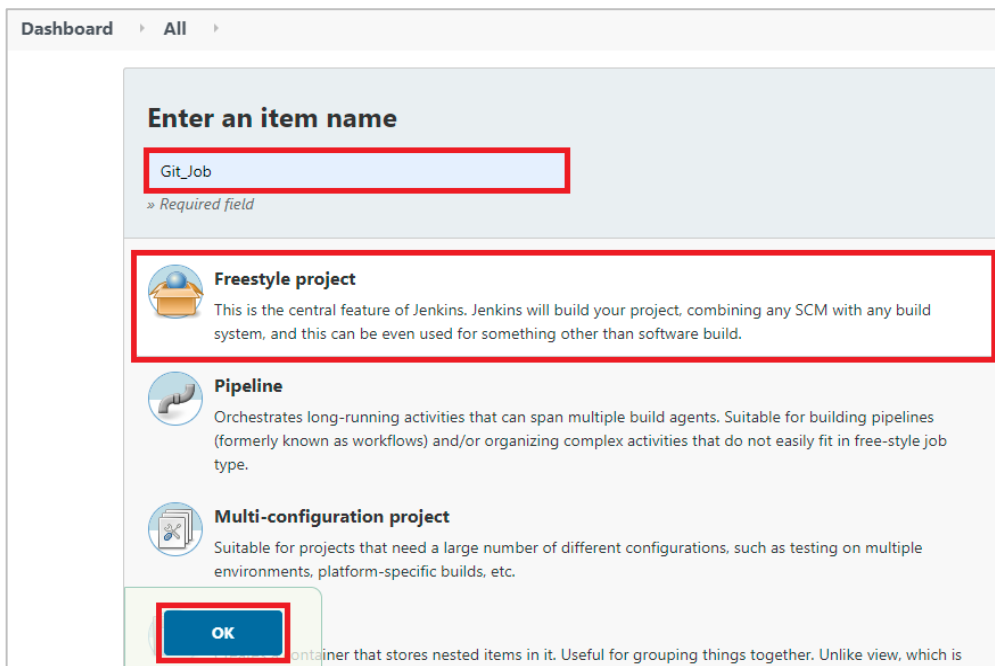 Dashboard All
Enter an item name
Git_Job
» Required field
Freestyle project
This is the central feature of Jenkins. Jenkins will build your project, combining any SCM with any build
system, and this can be even used for something other than software build.
Pipeline
Orchestrates long-running activities that can span multiple build agents. Suitable for building pipelines
(formerly known as workflows) and/or organizing complex activities that do not easily fit in free-style job
type.
Multi-configuration project
Suitable for projects that need a large number of different configurations, such as testing on multiple
environments, platform-specific builds, etc.
OK
that stores nested items in it. Useful for grouping things together. Unlike view, which is